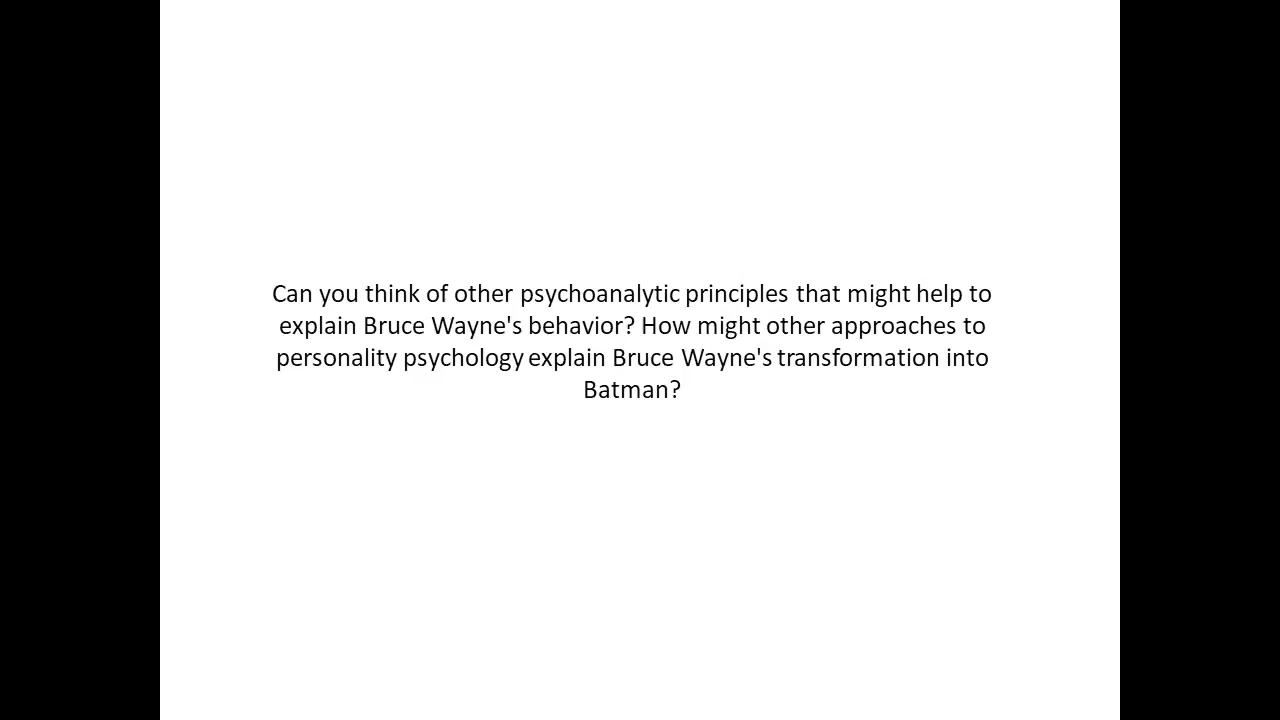 Can you think of other psychoanalytic principles that might help to
explain Bruce Wayne's behavior? How might other approaches to
personality psychology explain Bruce Wayne's transformation into
Batman?